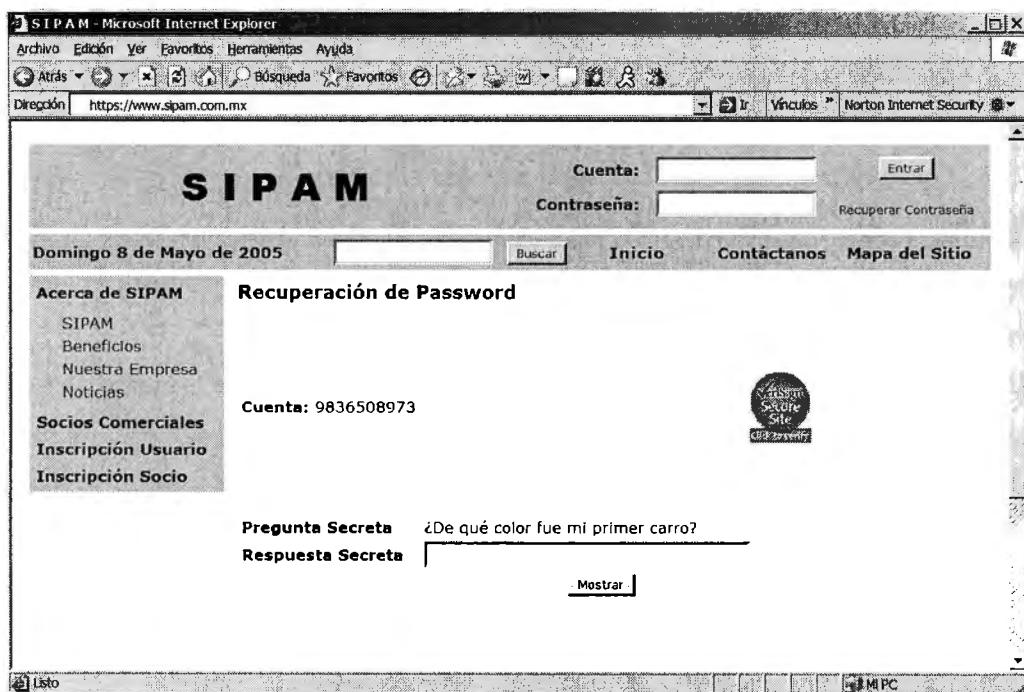 S I P A M - Microsoft Internet Explorer
Archivo Edición Ver Favoritos Herramientas Ayuda
Atrás Búsqueda Favoritos
Dirección https://www.sipam.com.mx Ir Vínculos » Norton Internet Security
S I P A M
Cuenta: Entrar
Contraseña: Recuperar Contraseña
Domingo 8 de Mayo de 2005 Buscar Inicio Contáctanos Mapa del Sitio
Acerca de SIPAM
SIPAM
Beneficios
Nuestra Empresa
Noticias
Socios Comerciales
Inscripción Usuario
Inscripción Socio
Recuperación de Password
Cuenta: 9836508973
Secure
Site
Click to verify
Pregunta Secreta ¿De qué color fue mi primer carro?
Respuesta Secreta
Mostrar
Listo MI PC